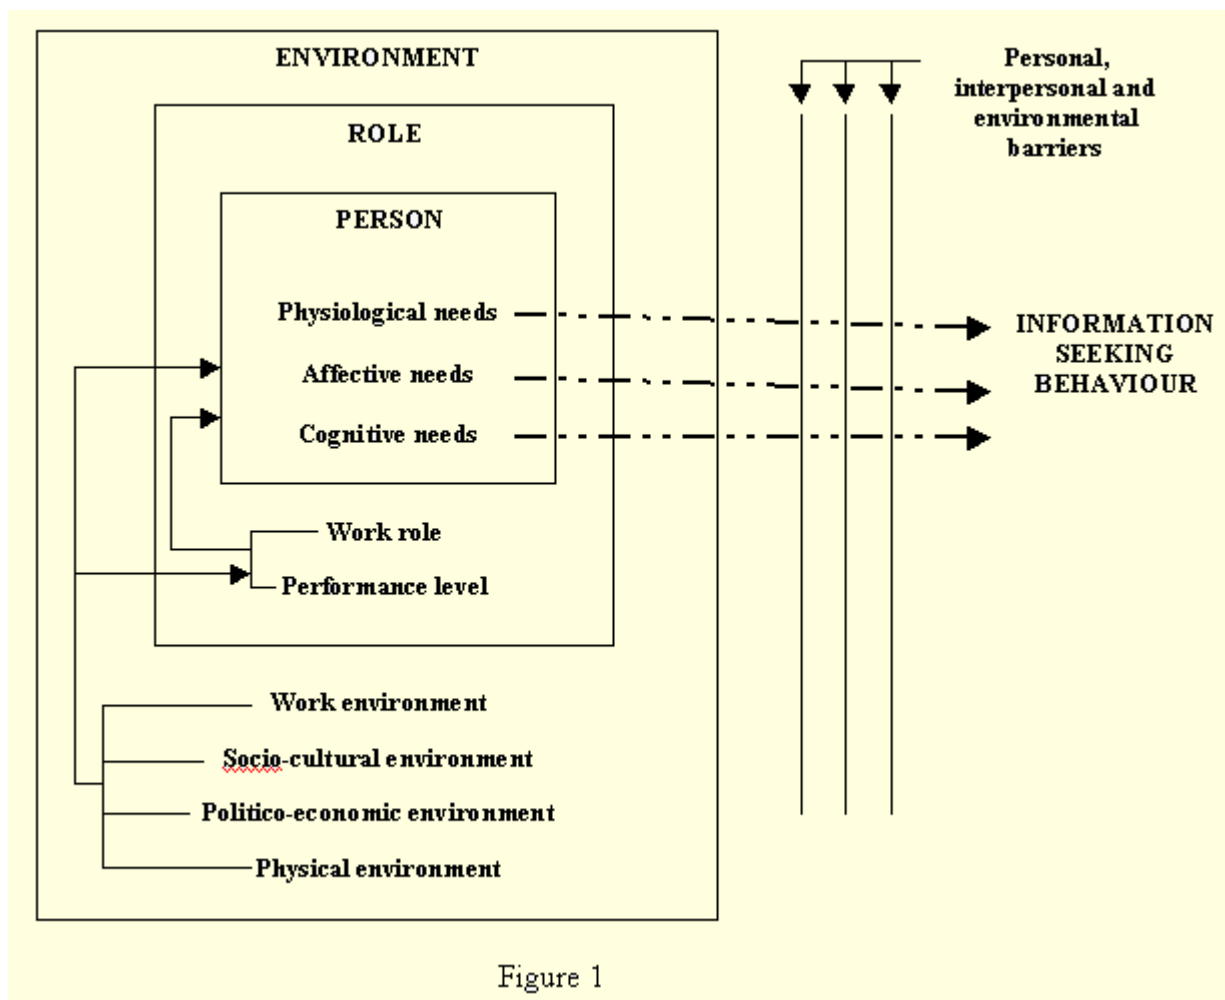 ENVIRONMENT
Personal,
interpersonal and
environmental
barriers
ROLE
PERSON
Physiological needs
INFORMATION
SEEKING
BEHAVIOUR
Affective needs
Cognitive needs
Work role
Performance level
Work environment
Socio-cultural environment
Politico-economic environment
Physical environment
Figure 1